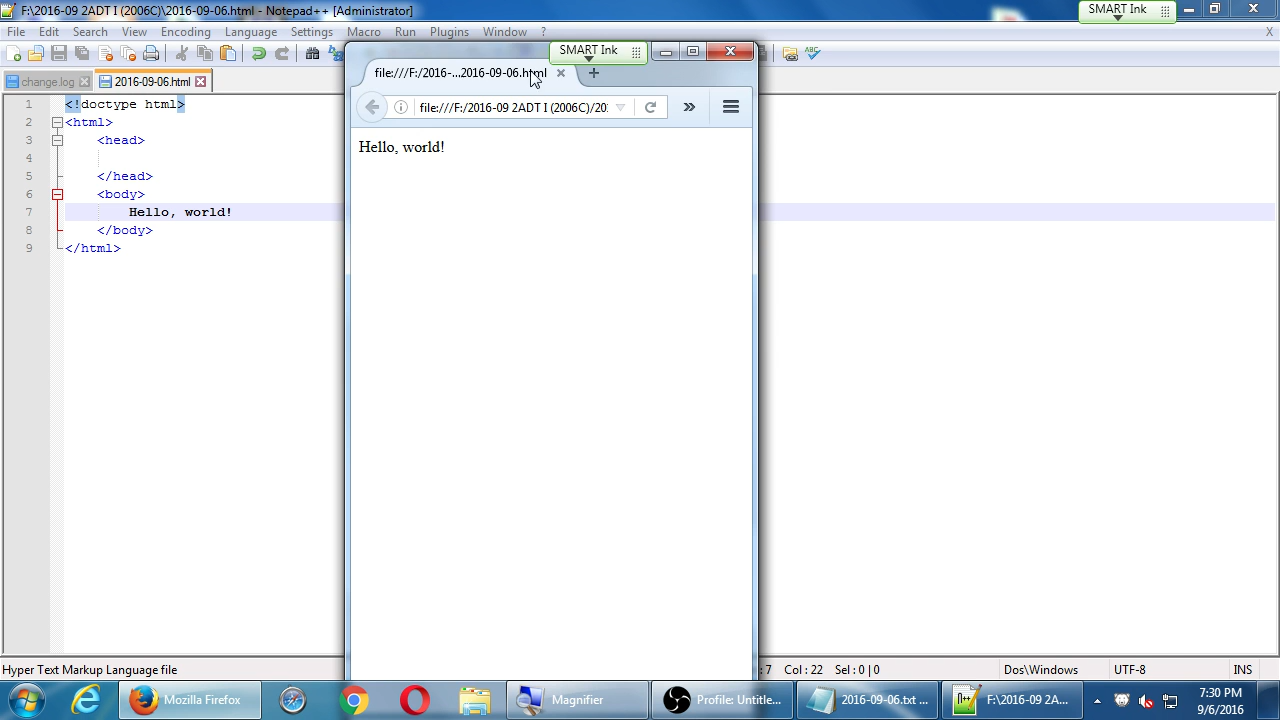 F:\2016-09 2ADT I (2006C)\2016-09-06.html - Notepad++ [Administrator]
SMART Ink
File Edit Search View Encoding Language Settings Macro Run Plugins Window ?
X
SMART Ink
change.log
2016-09-06.html
file:///F:/2016-...2016-09-06.html
file:///F:/2016-09 2ADT I (2006C)/20
Hello, world!
1 <!doctype html>
2 <html>
3 <head>
4
5 </head>
6 <body>
7 Hello, world!
8 </body>
9 </html>
Hyper Text Markup Language file
: 7 Col : 22 Sel : 0 | 0
Dos\Windows
UTF-8
INS
Mozilla Firefox
Magnifier
Profile: Untitle...
2016-09-06.txt ...
F:\2016-09 2A...
7:30 PM
9/6/2016